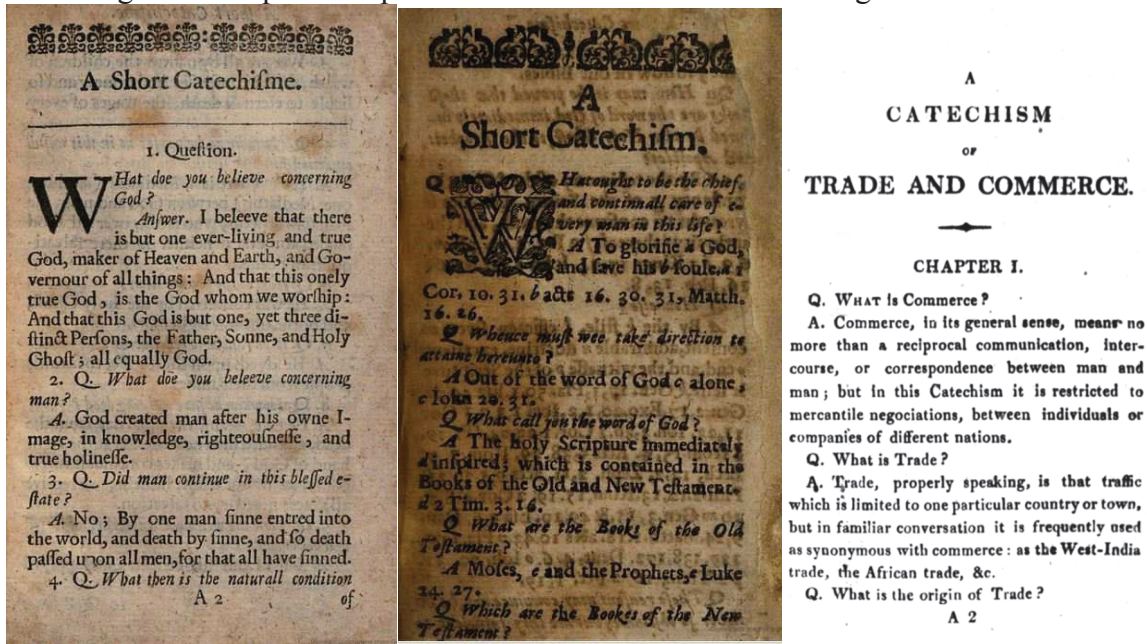 A Short Catechiſme.
1. Queſtion.
WHat doe you believe concerning
God?
Anſwer. I beleeve that there
is but one ever-living and true
God, maker of Heaven and Earth, and Go-
vernour of all things: And that this onely
true God, is the God whom we worſhip:
And that this God is but one, yet three di-
ſtinct Perſons, the Father, Sonne, and Holy
Ghoſt; all equally God.
2. Q. What doe you beleeve concerning
man?
A. God created man after his owne I-
mage, in knowledge, righteouſneſſe, and
true holineſſe.
3. Q. Did man continue in this bleſſed e-
ſtate?
A. No; By one man ſinne entred into
the world, and death by ſinne, and ſo death
paſſed upon all men, for that all have ſinned.
4. Q. What then is the naturall condition
A 2 of
A
Short Catechiſm.
Q WHat ought to be the chiefe
and continnall care of e-
very man in this life?
A To glorifie a God,
and ſave his b ſoule, a 1
Cor. 10. 31. b acts 16. 30. 31, Matth.
16. 26.
Q Whence muſt wee take direction to
attaine hereunto?
A Out of the word of God c alone,
c Iohn 20. 31.
Q What call you the word of God?
A The holy Scripture immediately
d inſpired; which is contained in the
Books of the Old and New Teſtament.
d 2 Tim. 3. 16.
Q What are the Books of the Old
Teſtament?
A Moſes, e and the Prophets, e Luke
24. 27.
Q Which are the Bookes of the New
Teſtament?
A
CATECHISM
OF
TRADE AND COMMERCE.
CHAPTER I.
Q. WHAT is Commerce?
A. Commerce, in its general sense, means no
more than a reciprocal communication, inter-
course, or correspondence between man and
man; but in this Catechism it is restricted to
mercantile negociations, between individuals or
companies of different nations.
Q. What is Trade?
A. Trade, properly speaking, is that traffic
which is limited to one particular country or town,
but in familiar conversation it is frequently used
as synonymous with commerce: as the West-India
trade, the African trade, &c.
Q. What is the origin of Trade?
A 2